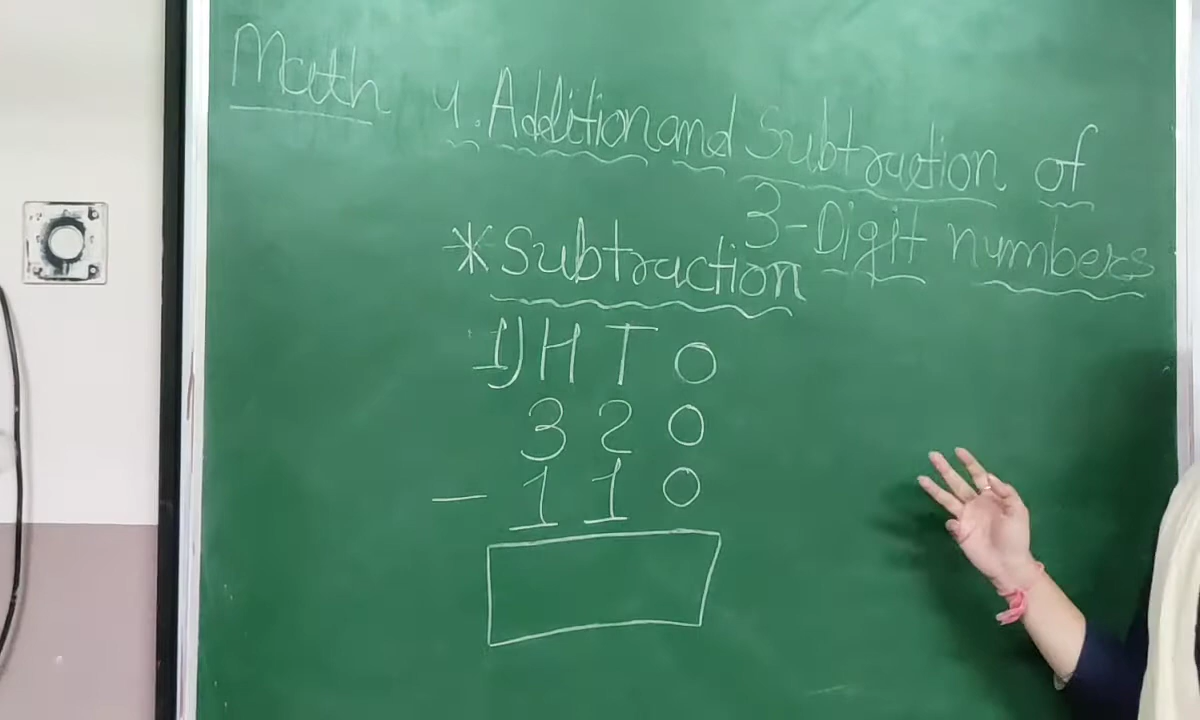 Math 4. Addition and Subtraction of
3-Digit numbers
*Subtraction
1) H T O
3 2 0
- 1 1 0